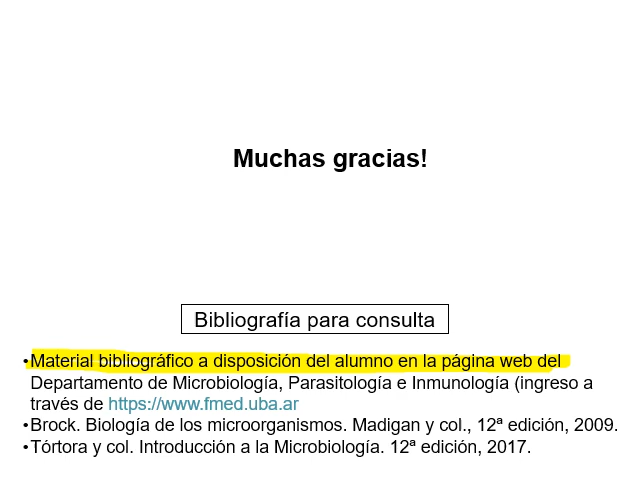 Muchas gracias!
Bibliografía para consulta
•Material bibliográfico a disposición del alumno en la página web del
Departamento de Microbiología, Parasitología e Inmunología (ingreso a
través de https://www.fmed.uba.ar
•Brock. Biología de los microorganismos. Madigan y col., 12ª edición, 2009.
•Tórtora y col. Introducción a la Microbiología. 12ª edición, 2017.